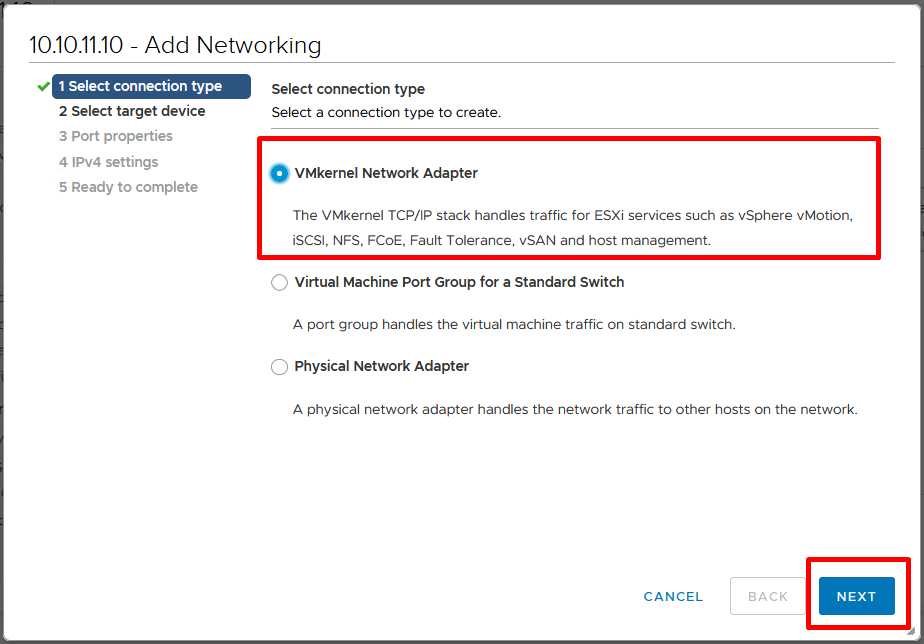 10.10.11.10 - Add Networking
1 Select connection type
2 Select target device
3 Port properties
4 IPv4 settings
5 Ready to complete
Select connection type
Select a connection type to create.
VMkernel Network Adapter
The VMkernel TCP/IP stack handles traffic for ESXi services such as vSphere vMotion,
iSCSI, NFS, FCoE, Fault Tolerance, vSAN and host management.
Virtual Machine Port Group for a Standard Switch
A port group handles the virtual machine traffic on standard switch.
Physical Network Adapter
A physical network adapter handles the network traffic to other hosts on the network.
CANCEL
BACK
NEXT